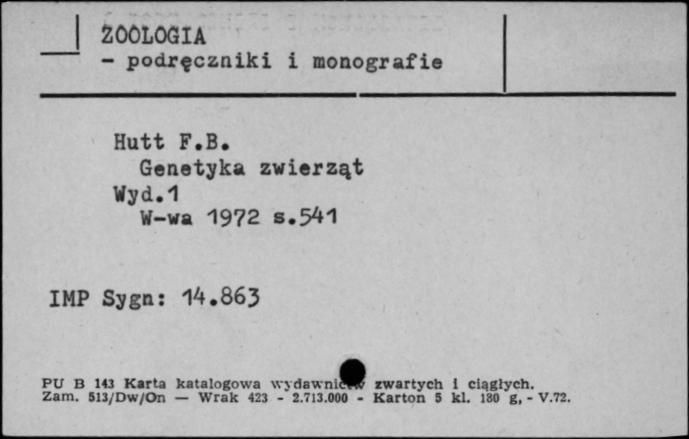 ZOOLOGIA
- podręczniki i monografie
Hutt F.B.
Genetyka zwierząt
Wyd.1
W-wa 1972 s.541
IMP Sygn: 14.863
PU B 143 Karta katalogowa wydawnictw zwartych i ciągłych.
Zam. 513/Dw/On — Wrak 423 - 2.713.000 - Karton 5 kl. 180 g, - V.72.